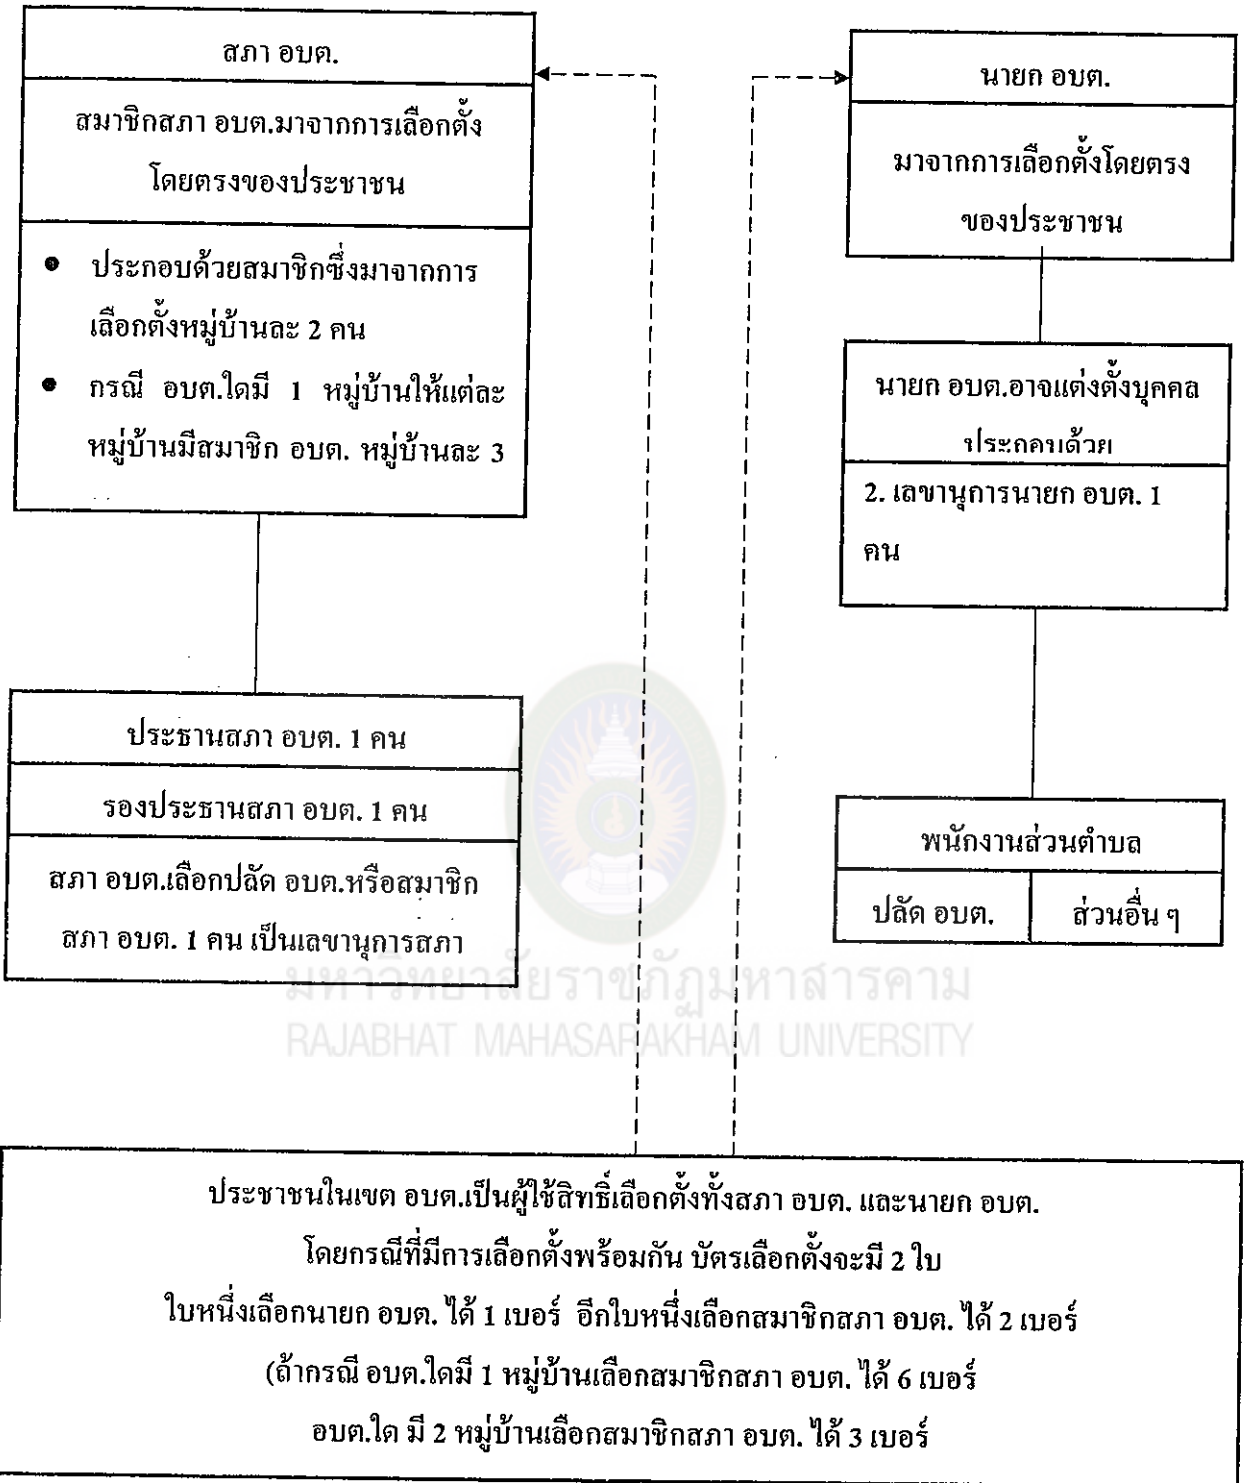 สภา อบต.
สมาชิกสภา อบต.มาจากการเลือกตั้ง
โดยตรงของประชาชน
● ประกอบด้วยสมาชิกซึ่งมาจากการ
เลือกตั้งหมู่บ้านละ 2 คน
● กรณี อบต.ใดมี 1 หมู่บ้านให้แต่ละ
หมู่บ้านมีสมาชิก อบต. หมู่บ้านละ 3
ประธานสภา อบต. 1 คน
รองประธานสภา อบต. 1 คน
สภา อบต.เลือกปลัด อบต.หรือสมาชิก
สภา อบต. 1 คน เป็นเลขานุการสภา
นายก อบต.
มาจากการเลือกตั้งโดยตรง
ของประชาชน
นายก อบต.อาจแต่งตั้งบุคคล
ประกอบด้วย
2. เลขานุการนายก อบต. 1
คน
พนักงานส่วนตำบล
ปลัด อบต.
ส่วนอื่น ๆ
มหาวิทยาลัยราชภัฏมหาสารคาม
RAJABHAT MAHASARAKHAM UNIVERSITY
ประชาชนในเขต อบต.เป็นผู้ใช้สิทธิ์เลือกตั้งทั้งสภา อบต. และนายก อบต.
โดยกรณีที่มีการเลือกตั้งพร้อมกัน บัตรเลือกตั้งจะมี 2 ใบ
ใบหนึ่งเลือกนายก อบต. ได้ 1 เบอร์ อีกใบหนึ่งเลือกสมาชิกสภา อบต. ได้ 2 เบอร์
(ถ้ากรณี อบต.ใดมี 1 หมู่บ้านเลือกสมาชิกสภา อบต. ได้ 6 เบอร์
อบต.ใด มี 2 หมู่บ้านเลือกสมาชิกสภา อบต. ได้ 3 เบอร์